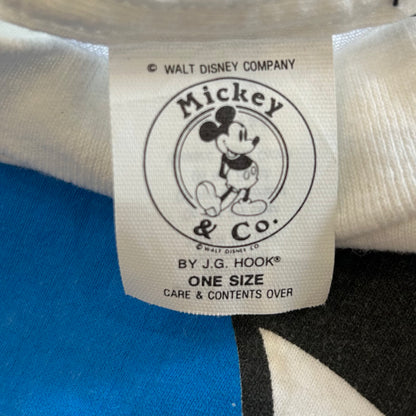 © WALT DISNEY COMPANY
Mickey
& Co.
© WALT DISNEY CO.
BY J.G. HOOK®
ONE SIZE
CARE & CONTENTS OVER